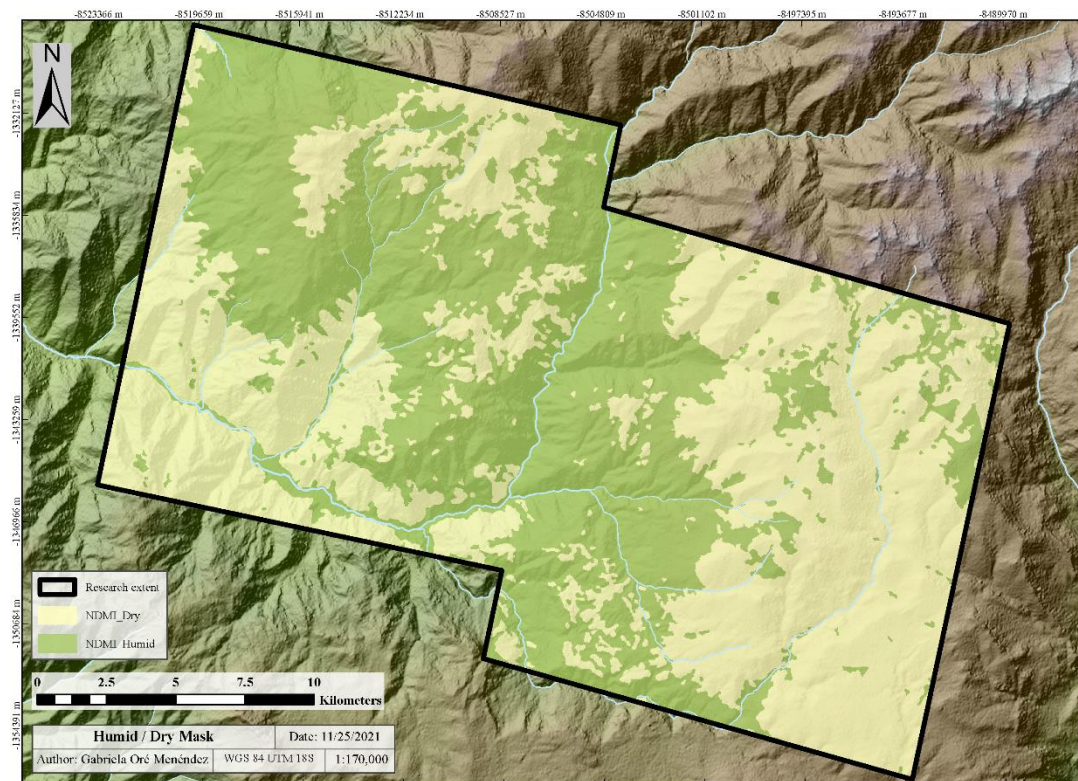 -8523366 m
-8519659 m
-8515941 m
-8512234 m
-8508527 m
-8504809 m
-8501102 m
-8497395 m
-8493677 m
-8489970 m
N
-1332127 m
-1335834 m
-1339552 m
-1343259 m
-1346966 m
-1350684 m
-1354391 m
Research extent
NDMI_Dry
NDMI_Humid
0 2.5 5 7.5 10
Kilometers
Humid / Dry Mask Date: 11/25/2021
Author: Gabriela Oré Menéndez WGS 84 UTM 18S 1:170,000